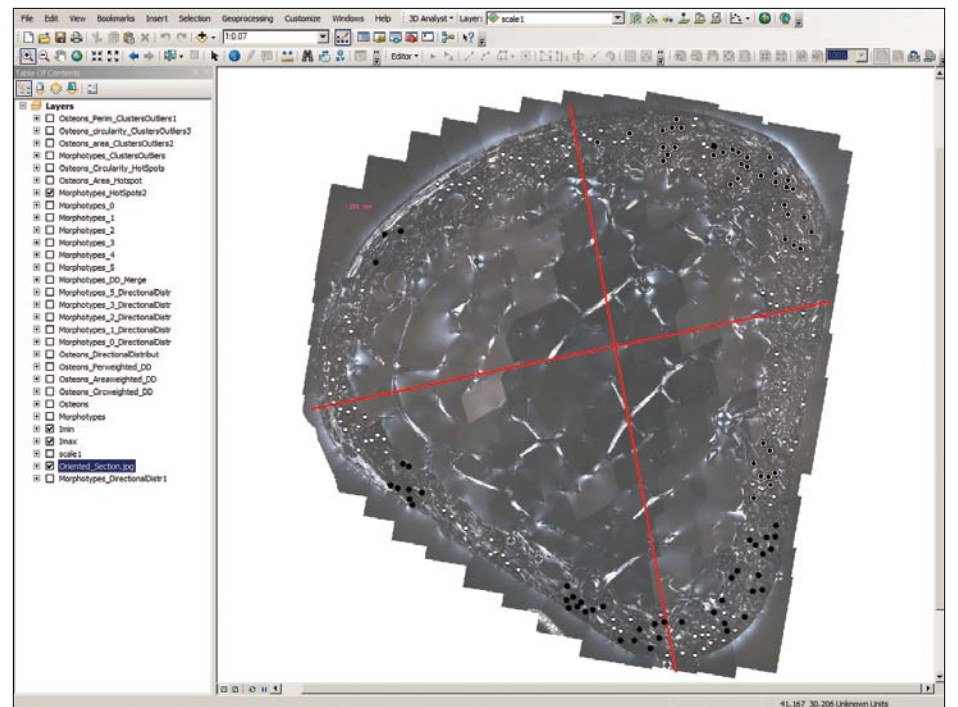 File Edit View Bookmarks Insert Selection Geoprocessing Customize Windows Help 3D Analyst Layer: scale1
1:0.07
Editor 100%
Table Of Contents
Layers
Osteons_Perim_ClustersOutliers1
Osteons_circularity_ClustersOutliers3
Osteons_area_ClustersOutliers2
Morphotypes_ClustersOutliers
Osteons_Circularity_HotSpots
Osteons_Area_Hotspot
Morphotypes_HotSpots2
Morphotypes_0
Morphotypes_1
Morphotypes_2
Morphotypes_3
Morphotypes_4
Morphotypes_5
Morphotypes_DD_Merge
Morphotypes_5_DirectionalDistr
Morphotypes_3_DirectionalDistr
Morphotypes_2_DirectionalDistr
Morphotypes_1_DirectionalDistr
Morphotypes_0_DirectionalDistr
Osteons_DirectionalDistribut
Osteons_Perweighted_DD
Osteons_Areaweighted_DD
Osteons_Circweighted_DD
Osteons
Morphotypes
Imin
Imax
scale1
Oriented_Section.jpg
Morphotypes_DirectionalDistr1
41.167 30.206 Unknown Units